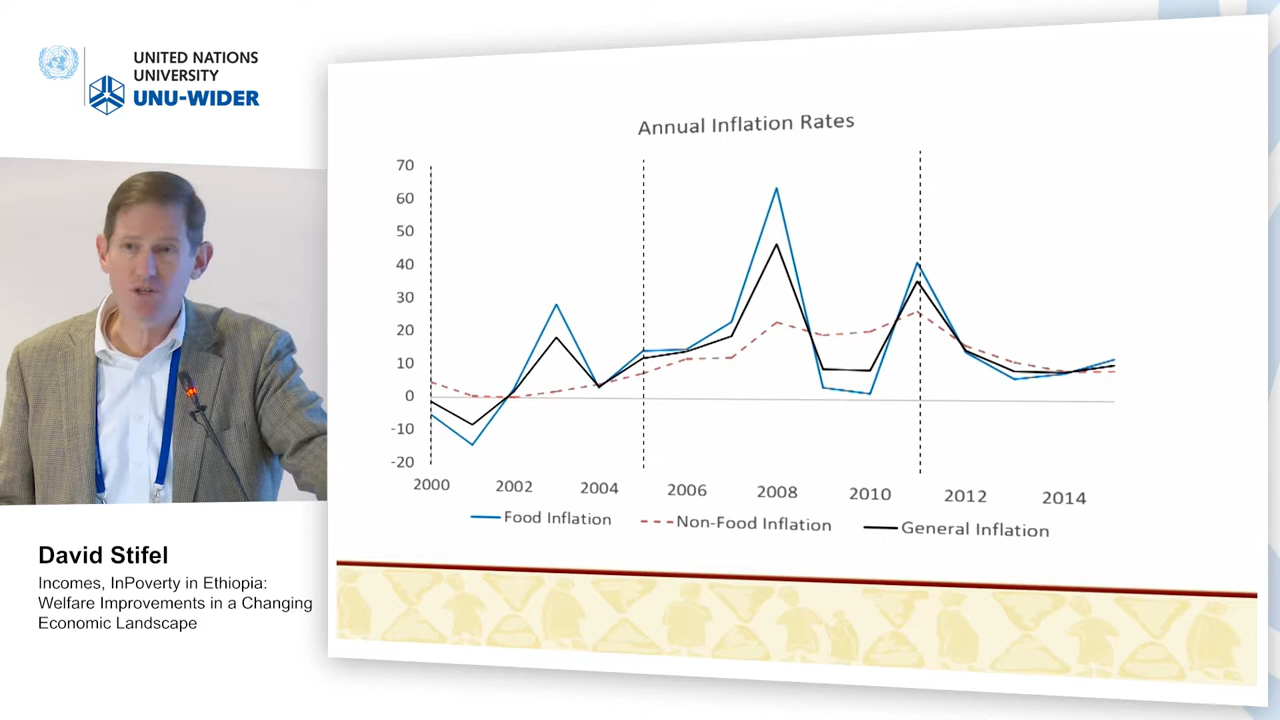 UNITED NATIONS
UNIVERSITY
UNU-WIDER
Annual Inflation Rates
70
60
50
40
30
20
10
0
-10
-20
2000 2002 2004 2006 2008 2010 2012 2014
Food Inflation Non-Food Inflation General Inflation
David Stifel
Incomes, InPoverty in Ethiopia:
Welfare Improvements in a Changing
Economic Landscape